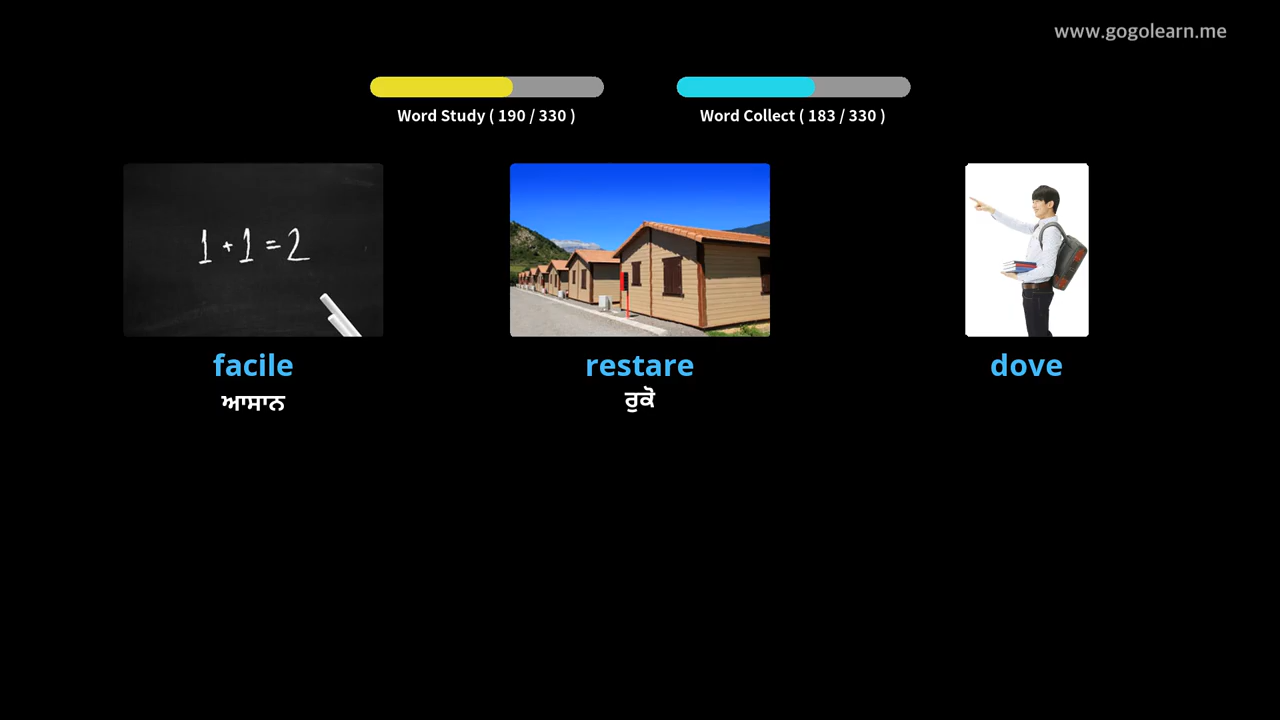 www.gogolearn.me
Word Study ( 190 / 330 )
Word Collect ( 183 / 330 )
1 + 1 = 2
facile
ਆਸਾਨ
restare
ਰੁਕੋ
dove